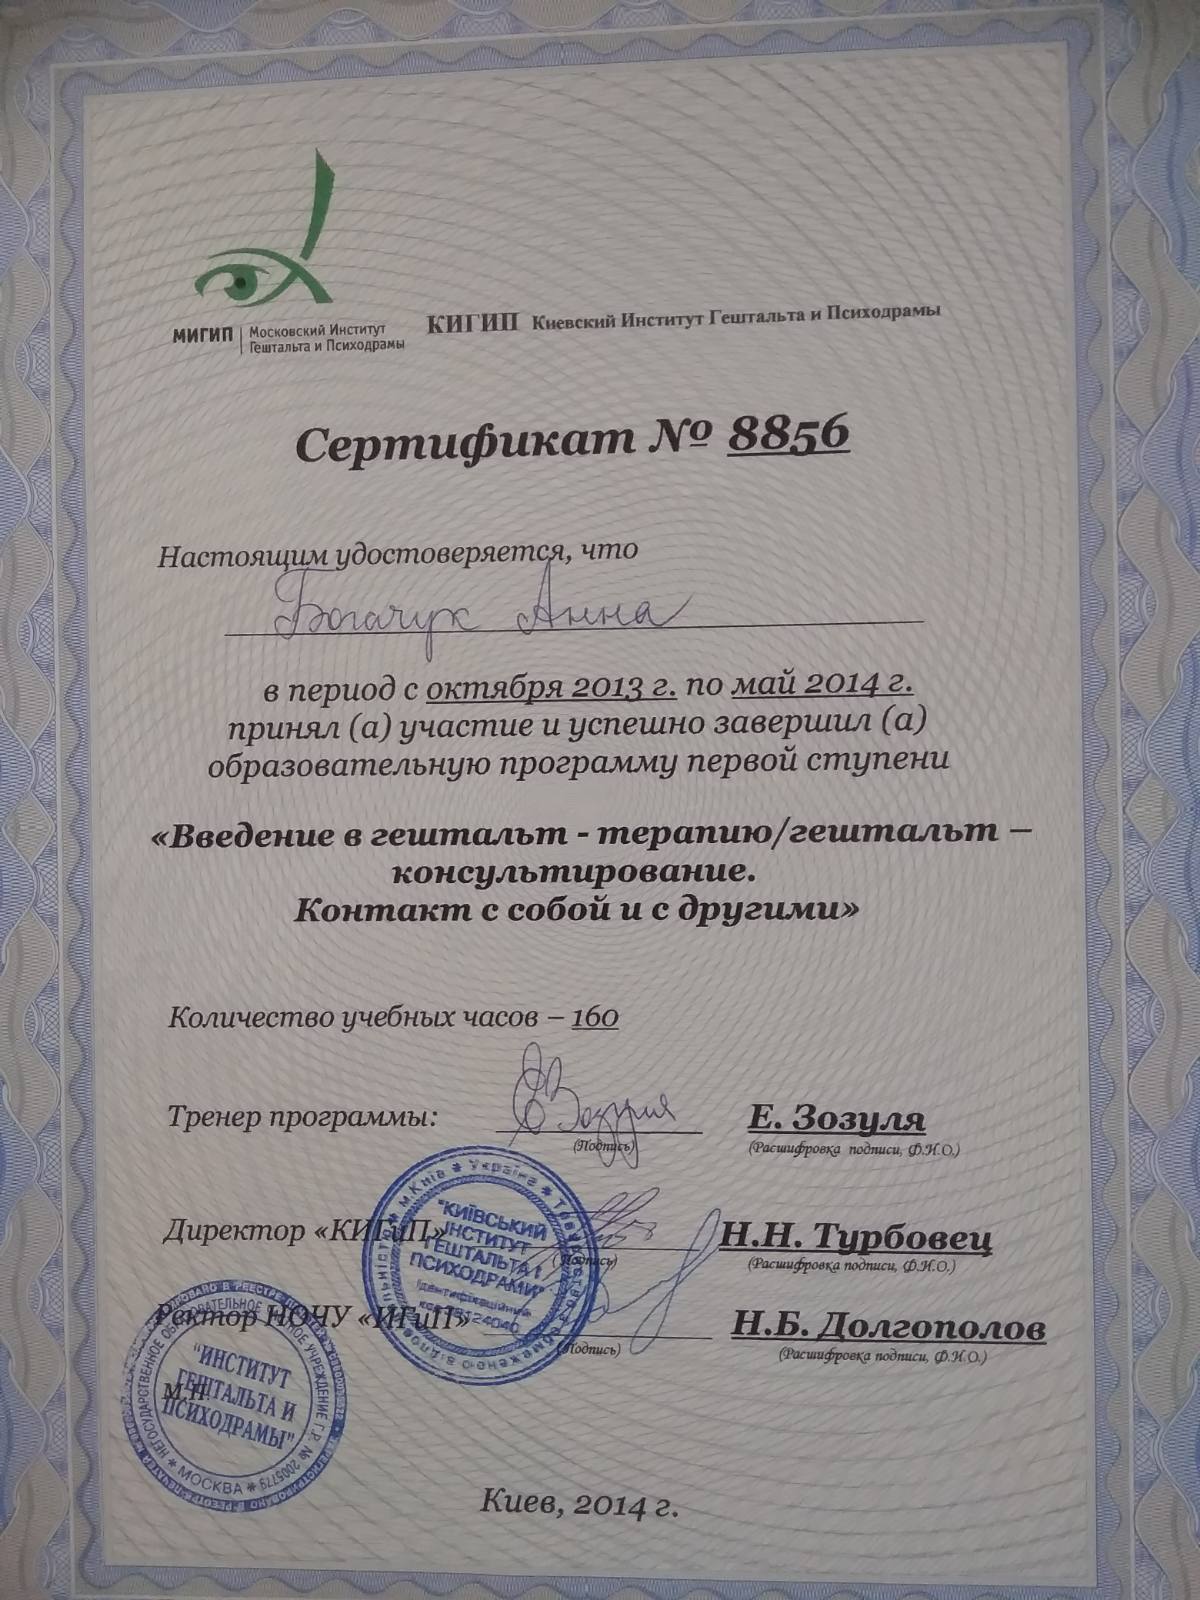 МИГИП
Московский Институт
Гештальта и Психодрамы
КИГИП Киевский Институт Гештальта и Психодрамы
Сертификат № 8856
Настоящим удостоверяется, что
Богачук Анна
в период с октября 2013 г. по май 2014 г.
принял (а) участие и успешно завершил (а)
образовательную программу первой ступени
«Введение в гештальт - терапию/гештальт –
консультирование.
Контакт с собой и с другими»
Количество учебных часов – 160
Тренер программы:
Е. Зозуля
(Подпись)
(Расшифровка подписи, Ф.И.О.)
Директор «КИГиП»
Н.Н. Турбовец
(Подпись)
(Расшифровка подписи, Ф.И.О.)
Ректор НОЧУ «ИГиП»
Н.Б. Долгополов
(Подпись)
(Расшифровка подписи, Ф.И.О.)
М.П.
"КИЇВСЬКИЙ
ІНСТИТУТ
ГЕШТАЛЬТА І
ПСИХОДРАМИ"
Україна
м.Київ
"ИНСТИТУТ
ГЕШТАЛЬТА И
ПСИХОДРАМЫ"
МОСКВА
Киев, 2014 г.